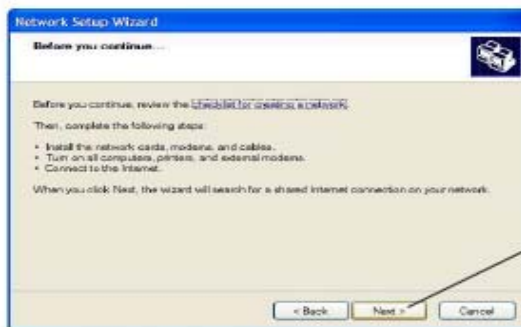 Network Setup Wizard
Before you continue...
Before you continue, review the checklist for creating a network.
Then, complete the following steps:
• Install the network cards, modems, and cables.
• Turn on all computers, printers, and external modems.
• Connect to the Internet.
When you click Next, the wizard will search for a shared Internet connection on your network.
< Back Next > Cancel